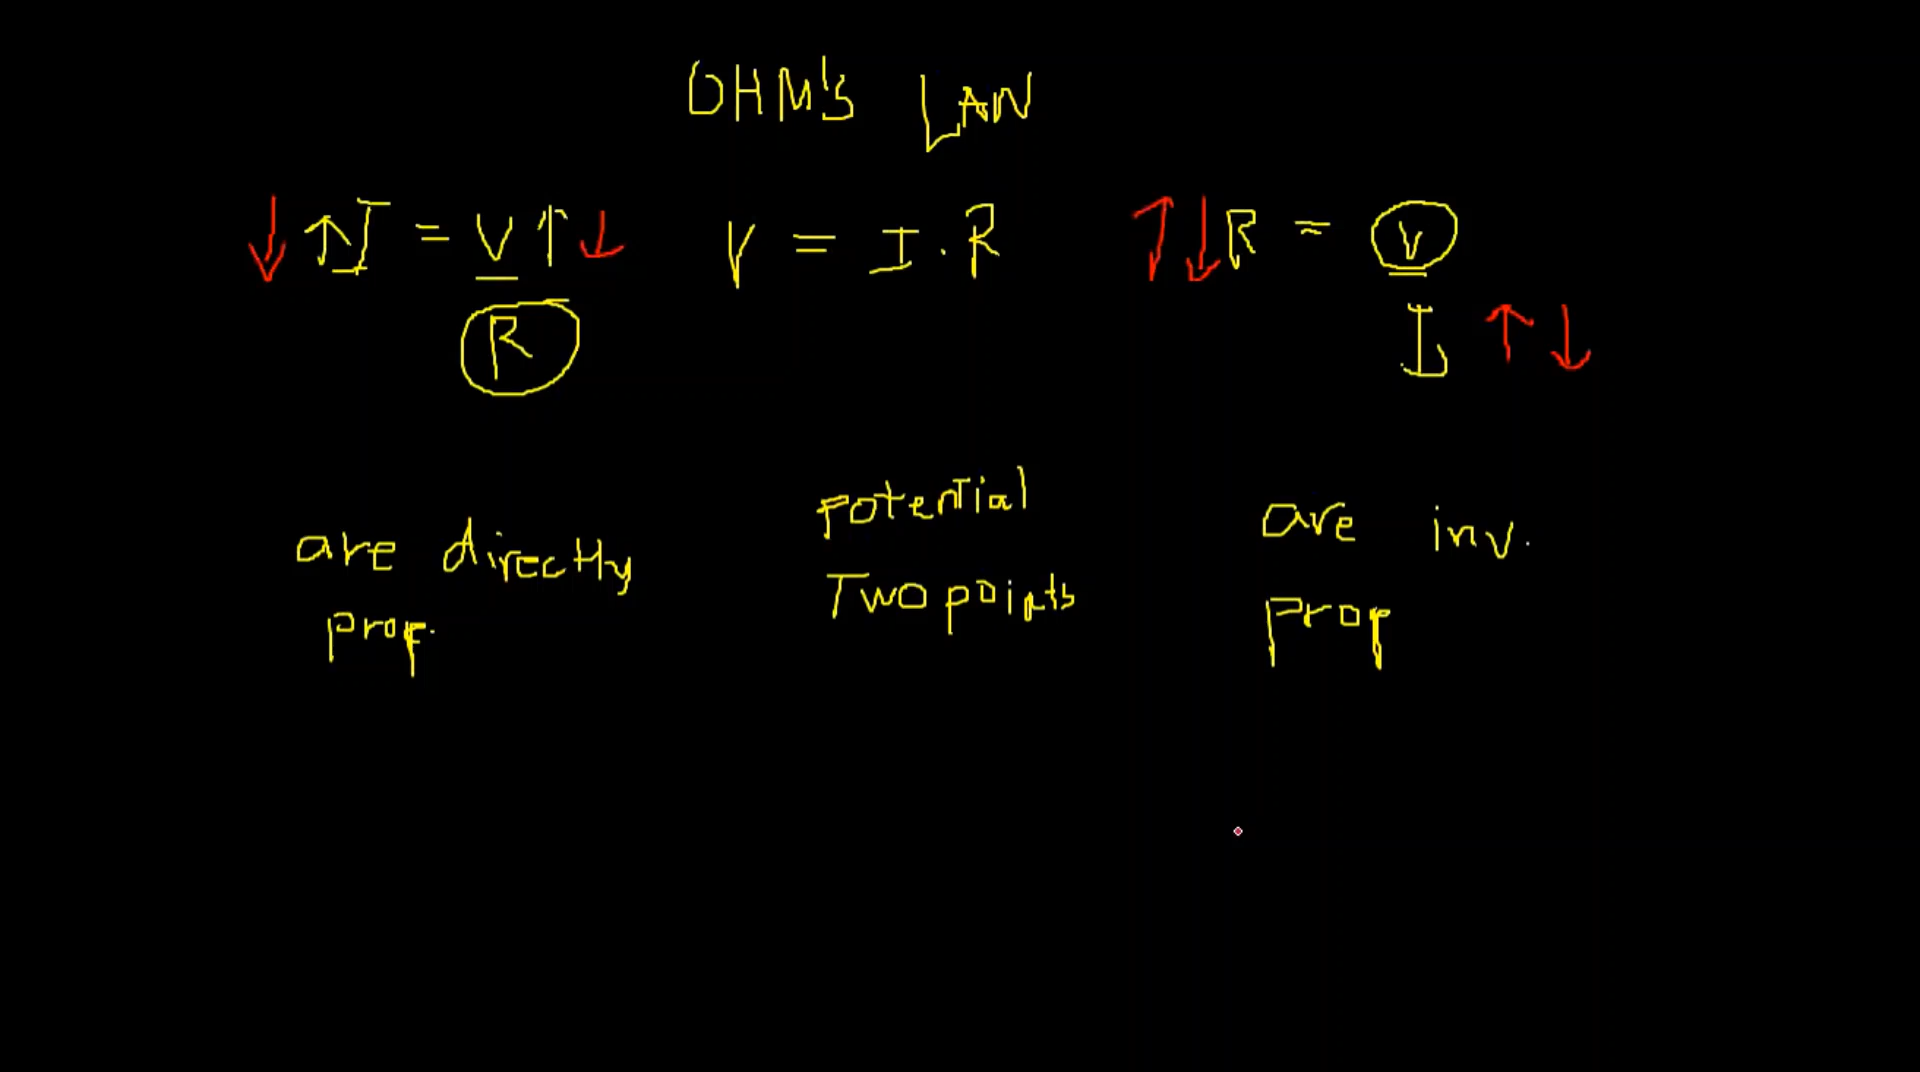 OHM's LAW
↓ ↑ I = V ↑ ↓
R
V = I . R
↑ ↓ R = V
I ↑ ↓
are directly
prop.
potential
Two points
are inv.
prop